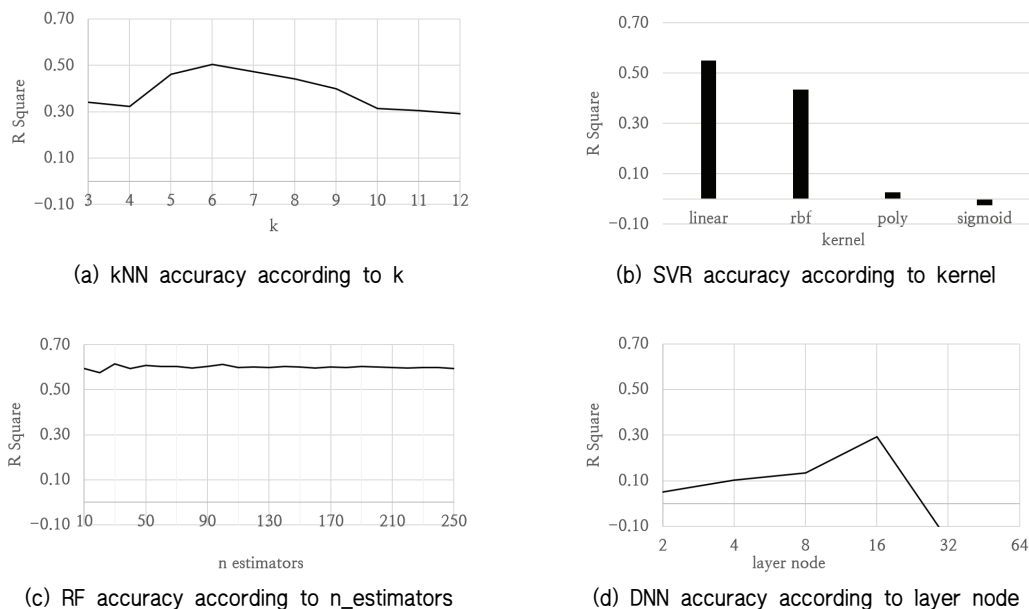 0.70
0.50
0.30
0.10
−0.10
R Square
3 4 5 6 7 8 9 10 11 12
k
(a) kNN accuracy according to k
0.70
0.50
0.30
0.10
−0.10
R Square
linear rbf poly sigmoid
kernel
(b) SVR accuracy according to kernel
0.70
0.50
0.30
0.10
−0.10
R Square
10 50 90 130 170 210 250
n estimators
(c) RF accuracy according to n_estimators
0.70
0.50
0.30
0.10
−0.10
R Square
2 4 8 16 32 64
layer node
(d) DNN accuracy according to layer node